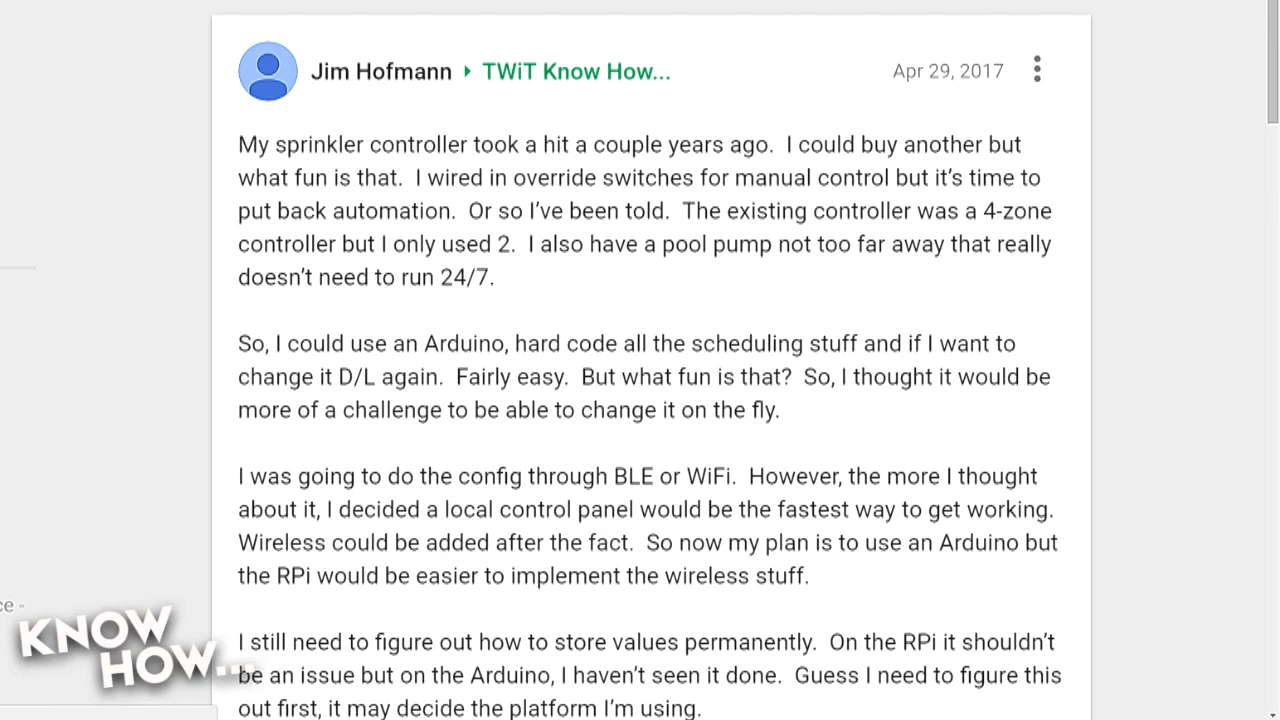 Jim Hofmann ▸ TWiT Know How... Apr 29, 2017
My sprinkler controller took a hit a couple years ago.  I could buy another but
what fun is that.  I wired in override switches for manual control but it’s time to
put back automation.  Or so I’ve been told.  The existing controller was a 4-zone
controller but I only used 2.  I also have a pool pump not too far away that really
doesn’t need to run 24/7.
So, I could use an Arduino, hard code all the scheduling stuff and if I want to
change it D/L again.  Fairly easy.  But what fun is that?  So, I thought it would be
more of a challenge to be able to change it on the fly.
I was going to do the config through BLE or WiFi.  However, the more I thought
about it, I decided a local control panel would be the fastest way to get working.
Wireless could be added after the fact.  So now my plan is to use an Arduino but
the RPi would be easier to implement the wireless stuff.
I still need to figure out how to store values permanently.  On the RPi it shouldn’t
be an issue but on the Arduino, I haven’t seen it done.  Guess I need to figure this
out first, it may decide the platform I’m using.
ce -
KNOW
HOW...